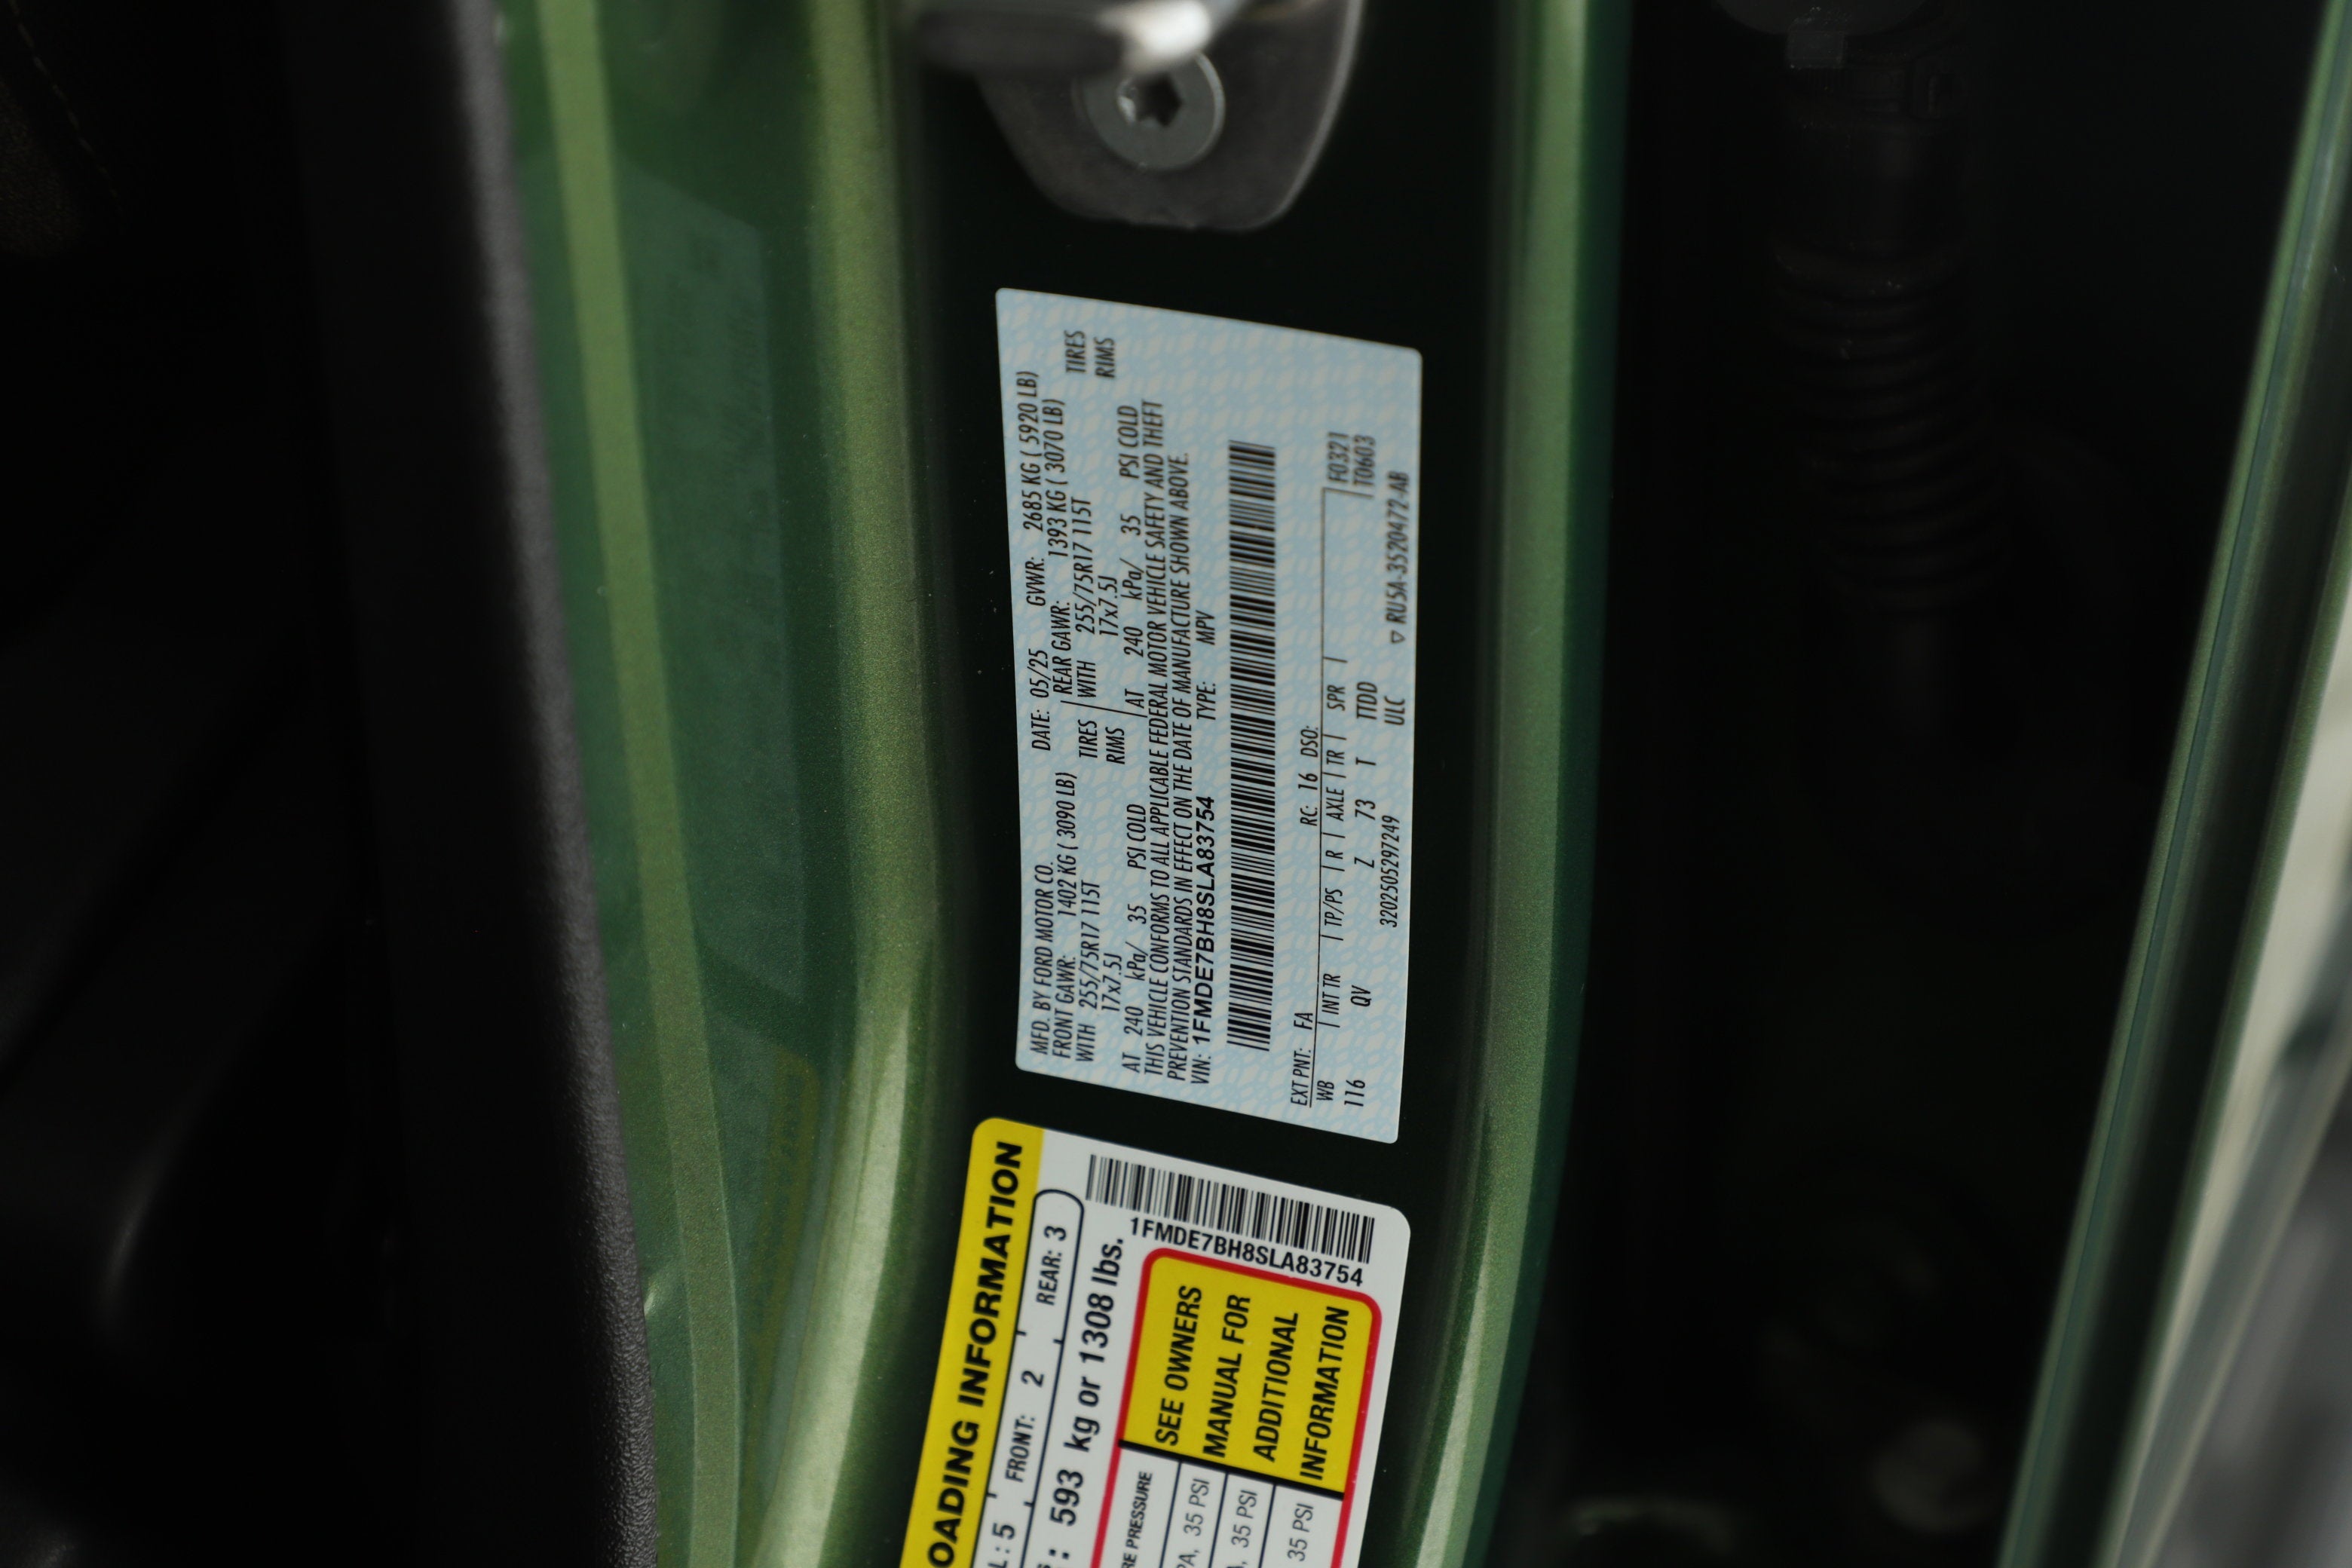 MFD. BY FORD MOTOR CO. DATE: 05/25 GVWR: 2685 KG ( 5920 LB)
FRONT GAWR: 1402 KG ( 3090 LB) REAR GAWR: 1393 KG ( 3070 LB)
WITH 255/75R17 115T TIRES WITH 255/75R17 115T TIRES
17x7.5J RIMS 17x7.5J RIMS
AT 240 kPa/ 35 PSI COLD AT 240 kPa/ 35 PSI COLD
THIS VEHICLE CONFORMS TO ALL APPLICABLE FEDERAL MOTOR VEHICLE SAFETY AND THEFT
PREVENTION STANDARDS IN EFFECT ON THE DATE OF MANUFACTURE SHOWN ABOVE.
VIN: 1FMDE7BH8SLA83754 TYPE: MPV
EXT PNT: FA RC: 16 DSO:
WB | INT TR | TP/PS | R | AXLE | TR | SPR | F0321
116 QV Z 73 T TTDD T0603
3202505297249 ULC ▽ RU5A-3520472-AB
OADING INFORMATION
L : 5 FRONT: 2 REAR: 3
: 593 kg or 1308 lbs.
1FMDE7BH8SLA83754
RE PRESSURE
PA, 35 PSI
, 35 PSI
35 PSI
SEE OWNERS
MANUAL FOR
ADDITIONAL
INFORMATION